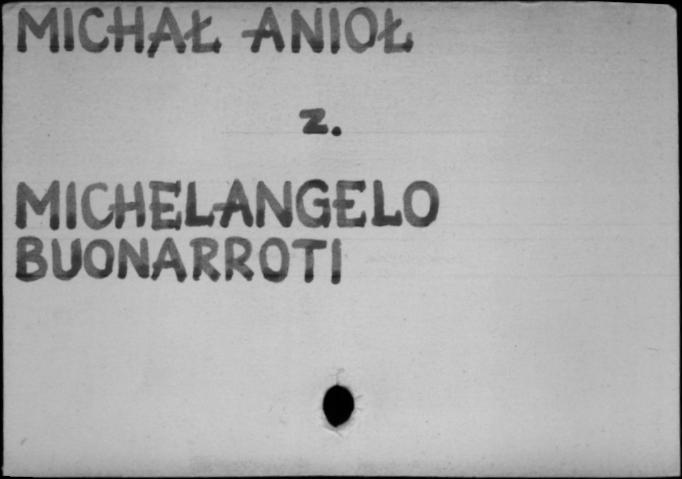 MICHAŁ ANIOŁ
z.
MICHELANGELO
BUONARROTI